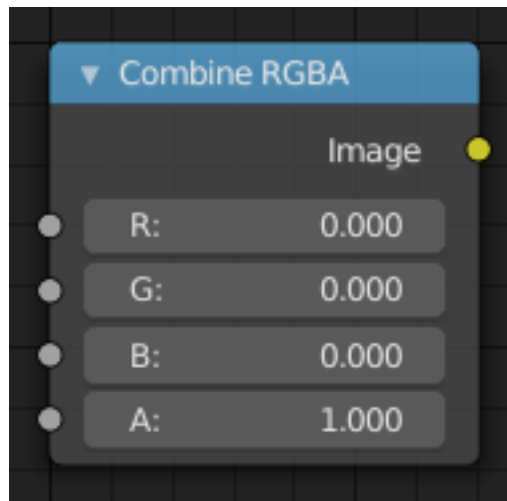 Combine RGBA
Image
R: 0.000
G: 0.000
B: 0.000
A: 1.000